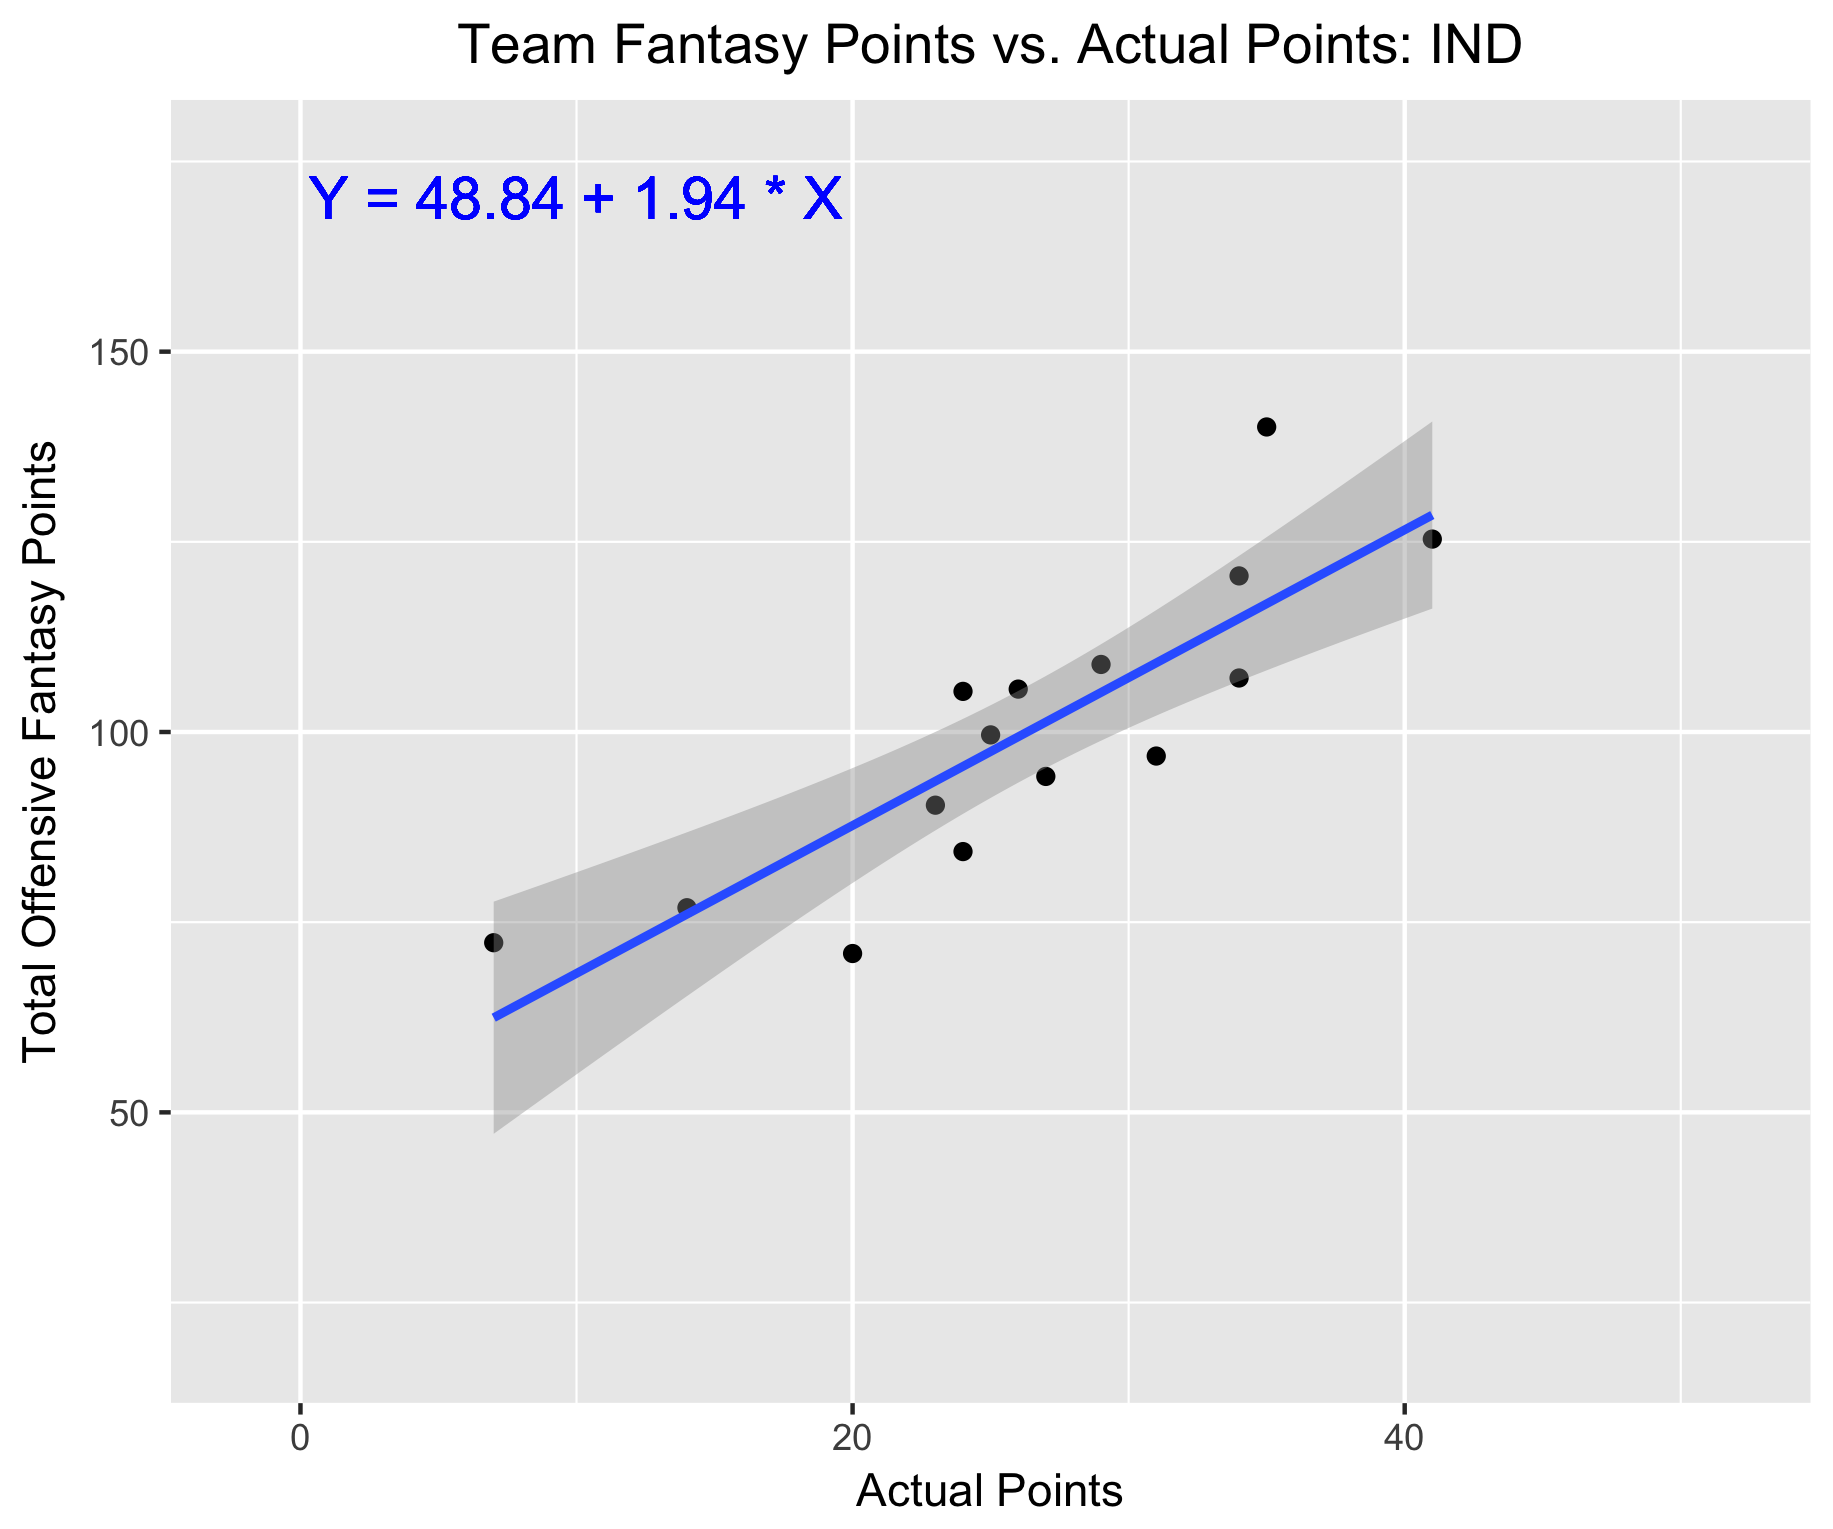 Team Fantasy Points vs. Actual Points: IND
Y = 48.84 + 1.94 * X
Total Offensive Fantasy Points
150
100
50
0 20 40
Actual Points